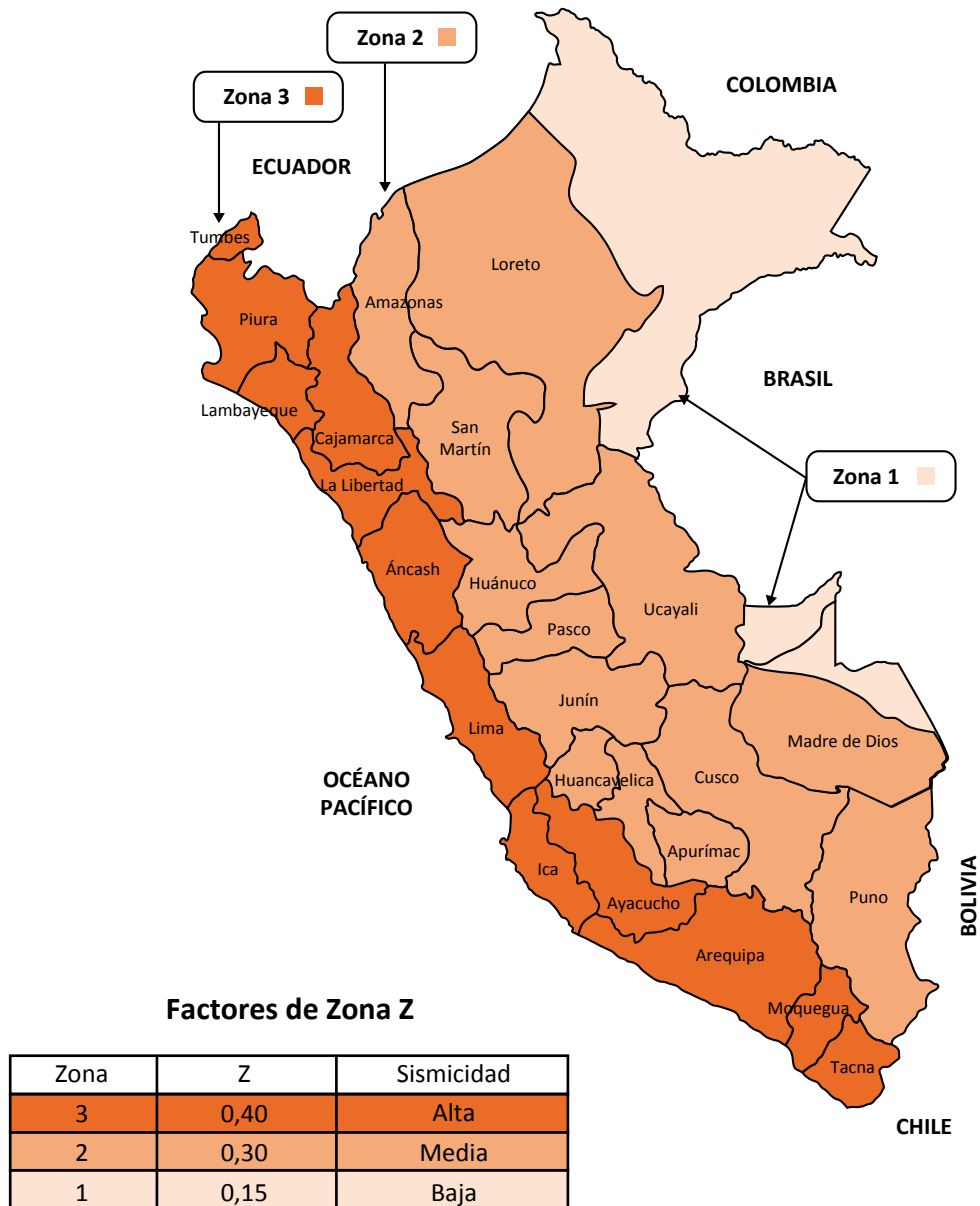 Zona 2
COLOMBIA
Zona 3
ECUADOR
Tumbes
Loreto
Amazonas
Piura
BRASIL
Lambayeque
San
Martín
Cajamarca
Zona 1
La Libertad
Áncash
Huánuco
Ucayali
Pasco
Junín
Lima
Madre de Dios
OCÉANO
PACÍFICO
Huancavelica
Cusco
Apurímac
Ica
Ayacucho
Puno
BOLIVIA
Arequipa
Moquegua
Tacna
CHILE
Factores de Zona Z
Zona Z Sismicidad
3 0,40 Alta
2 0,30 Media
1 0,15 Baja